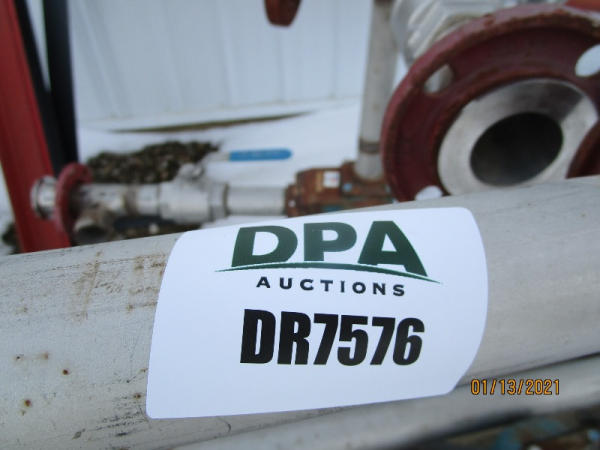 DPA
AUCTIONS
DR7576
01/13/2021